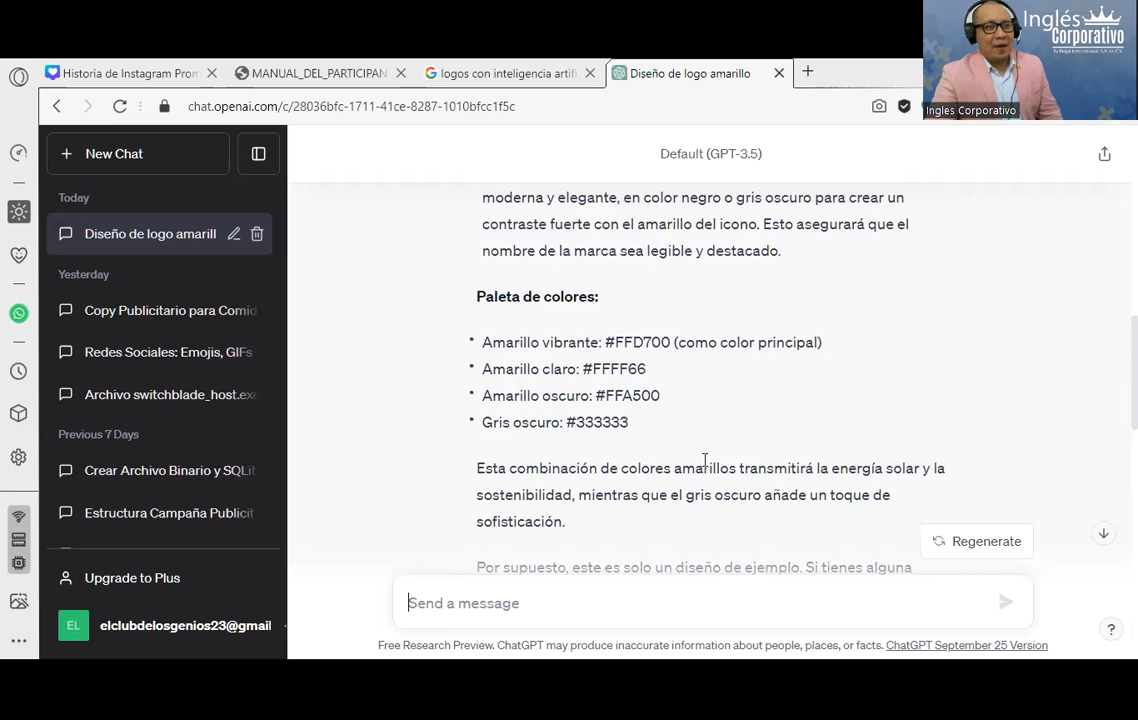 Historia de Instagram Pron
MANUAL_DEL_PARTICIPAN
logos con inteligencia artifi
Diseño de logo amarillo
chat.openai.com/c/28036bfc-1711-41ce-8287-1010bfcc1f5c
Inglés
Corporativo
Ingles Corporativo
New Chat
Default (GPT-3.5)
Today
Diseño de logo amarill
Yesterday
Copy Publicitario para Comid
Redes Sociales: Emojis, GIFs
Archivo switchblade_host.ex
Previous 7 Days
Crear Archivo Binario y SQLit
Estructura Campaña Publicit
Upgrade to Plus
EL
elclubdelosgenios23@gmail
moderna y elegante, en color negro o gris oscuro para crear un
contraste fuerte con el amarillo del icono. Esto asegurará que el
nombre de la marca sea legible y destacado.
Paleta de colores:
• Amarillo vibrante: #FFD700 (como color principal)
• Amarillo claro: #FFFF66
• Amarillo oscuro: #FFA500
• Gris oscuro: #333333
Esta combinación de colores amarillos transmitirá la energía solar y la
sostenibilidad, mientras que el gris oscuro añade un toque de
sofisticación.
Por supuesto, este es solo un diseño de ejemplo. Si tienes alguna
Regenerate
Send a message
Free Research Preview. ChatGPT may produce inaccurate information about people, places, or facts. ChatGPT September 25 Version
?